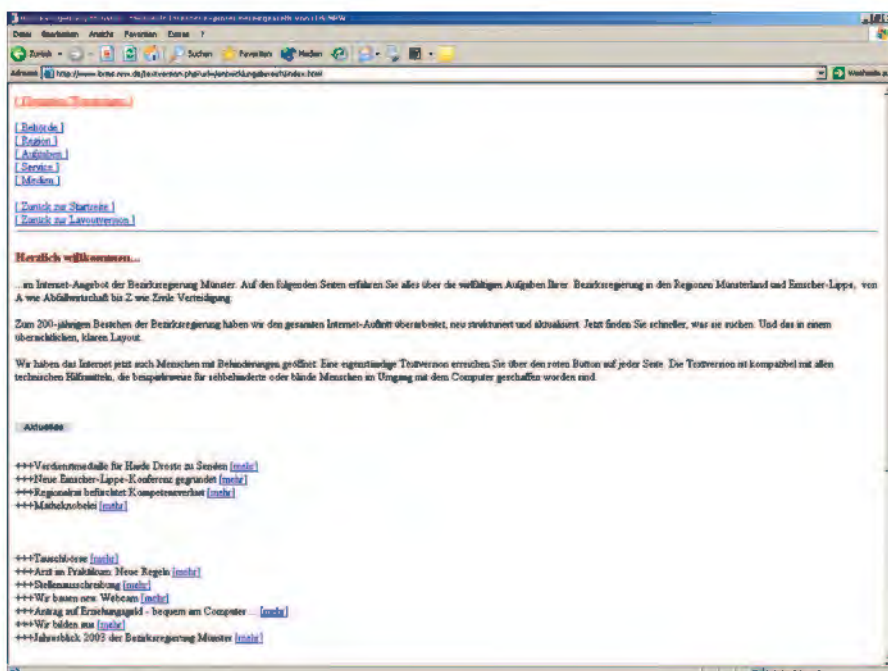 Datei Bearbeiten Ansicht Favoriten Extras ?
Zurück Suchen Favoriten Medien
Adresse
[ Behörde ]
[ Region ]
[ Aufgaben ]
[ Service ]
[ Medien ]
[ Zurück zur Startseite ]
[ Zurück zur Layoutversion ]
Herzlich willkommen...
...im Internet-Angebot der Bezirksregierung Münster. Auf den folgenden Seiten erfahren Sie alles über die vielfältigen Aufgaben Ihrer Bezirksregierung in den Regionen Münsterland und Emscher-Lippe, von
A wie Abfallwirtschaft bis Z wie Zivile Verteidigung.
Zum 200-jährigen Bestehen der Bezirksregierung haben wir den gesamten Internet-Auftritt überarbeitet, neu strukturiert und aktualisiert. Jetzt finden Sie schneller, was sie suchen. Und das in einem
übersichtlichen, klaren Layout.
Wir haben das Internet jetzt auch Menschen mit Behinderungen geöffnet: Eine eigenständige Textversion erreichen Sie über den roten Button auf jeder Seite. Die Textversion ist kompatibel mit allen
technischen Hilfsmitteln, die beispielsweise für sehbehinderte oder blinde Menschen im Umgang mit dem Computer geschaffen worden sind.
Aktuelles
+++Verdienstmedaille für Harde Droste zu Senden [mehr]
+++Neue Emscher-Lippe-Konferenz gegründet [mehr]
+++Regionalrat befürchtet Kompetenzverlust [mehr]
+++Matheknobelei [mehr]
+++Tauschbörse [mehr]
+++Arzt im Praktikum: Neue Regeln [mehr]
+++Stellenausschreibung [mehr]
+++Wir bauen neu: Webcam [mehr]
+++Antrag auf Erziehungsgeld - bequem am Computer ... [mehr]
+++Wir bilden aus [mehr]
+++Jahresblick 2003 der Bezirksregierung Münster [mehr]